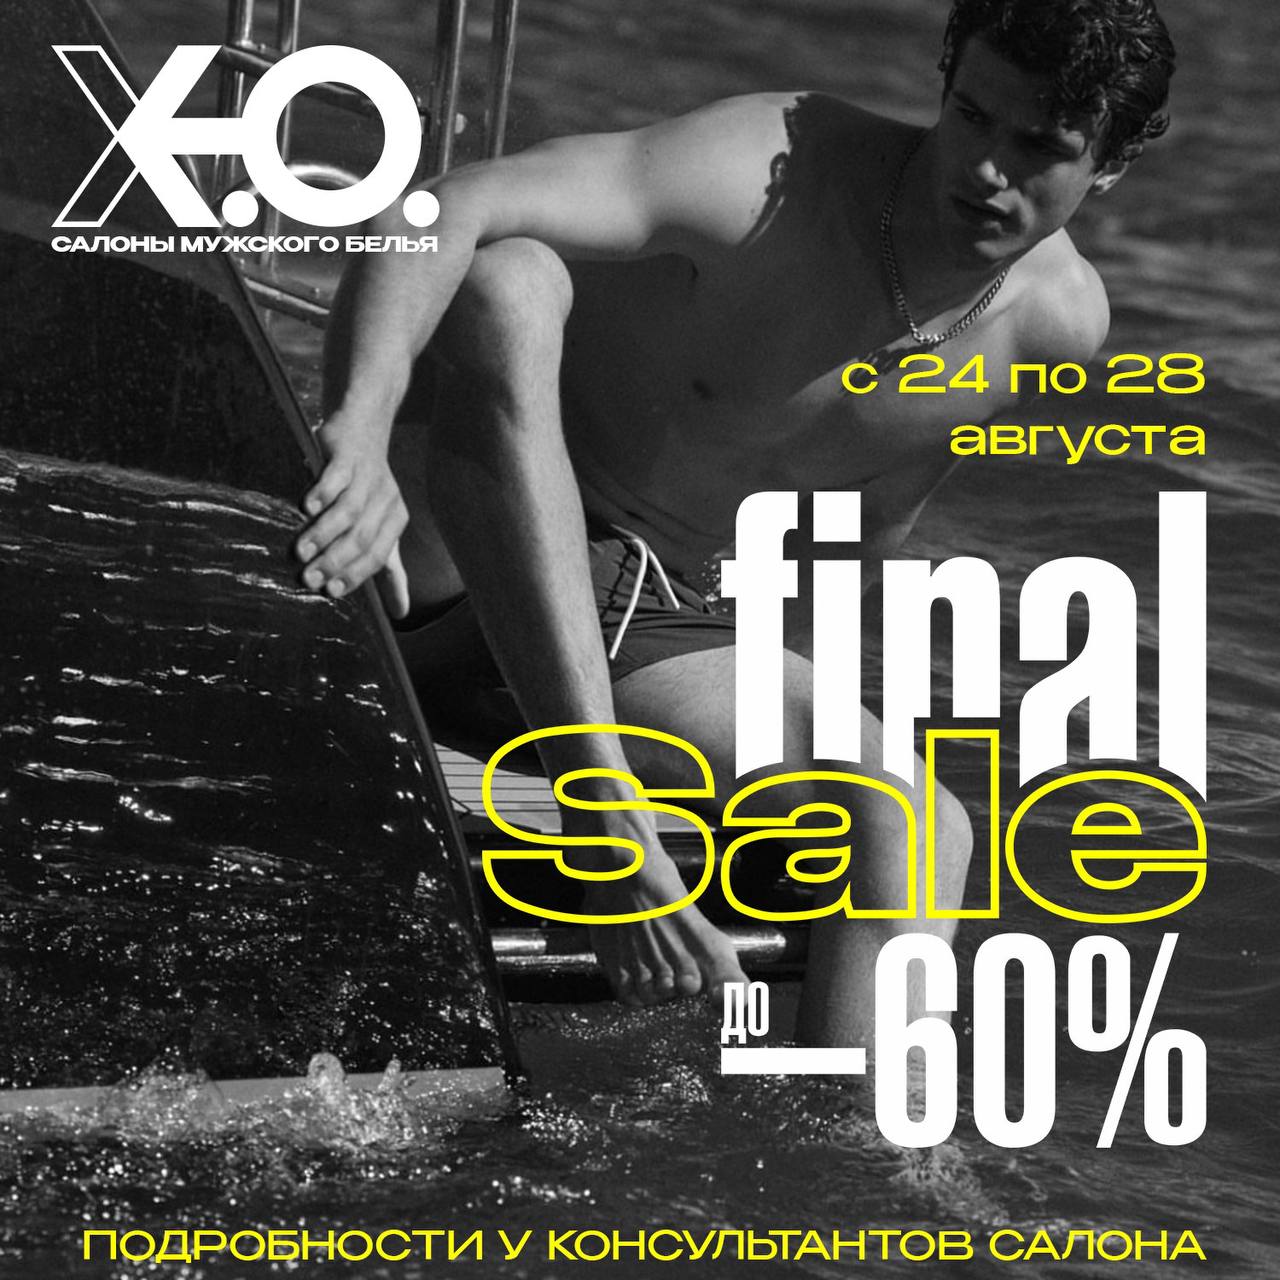 Х.О.
САЛОНЫ МУЖСКОГО БЕЛЬЯ
с 24 по 28
августа
final
Sale
до
—60%
ПОДРОБНОСТИ У КОНСУЛЬТАНТОВ САЛОНА